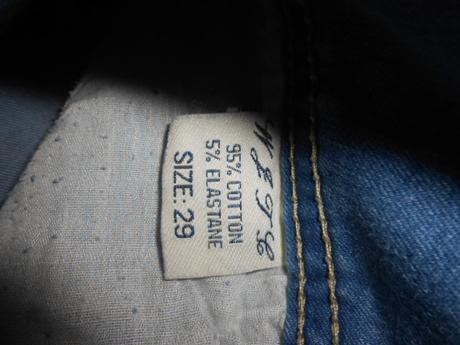 95% COTTON
5% ELASTANE
SIZE: 29